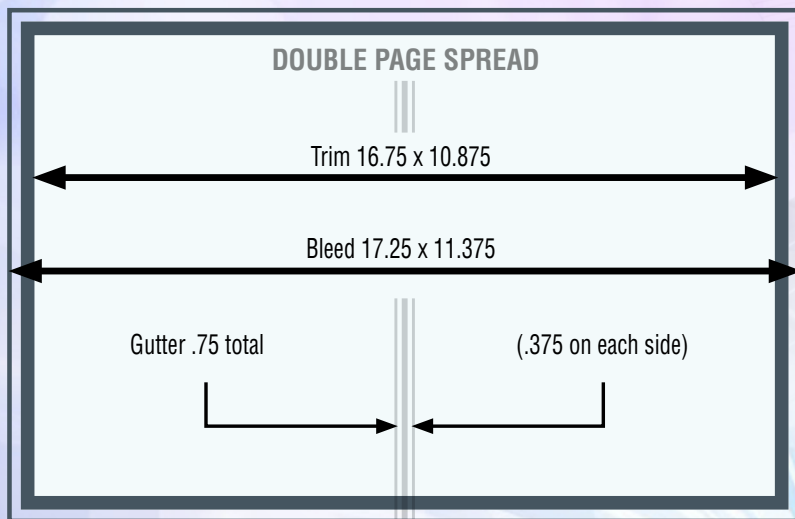 DOUBLE PAGE SPREAD
Trim 16.75 x 10.875
Bleed 17.25 x 11.375
Gutter .75 total
(.375 on each side)